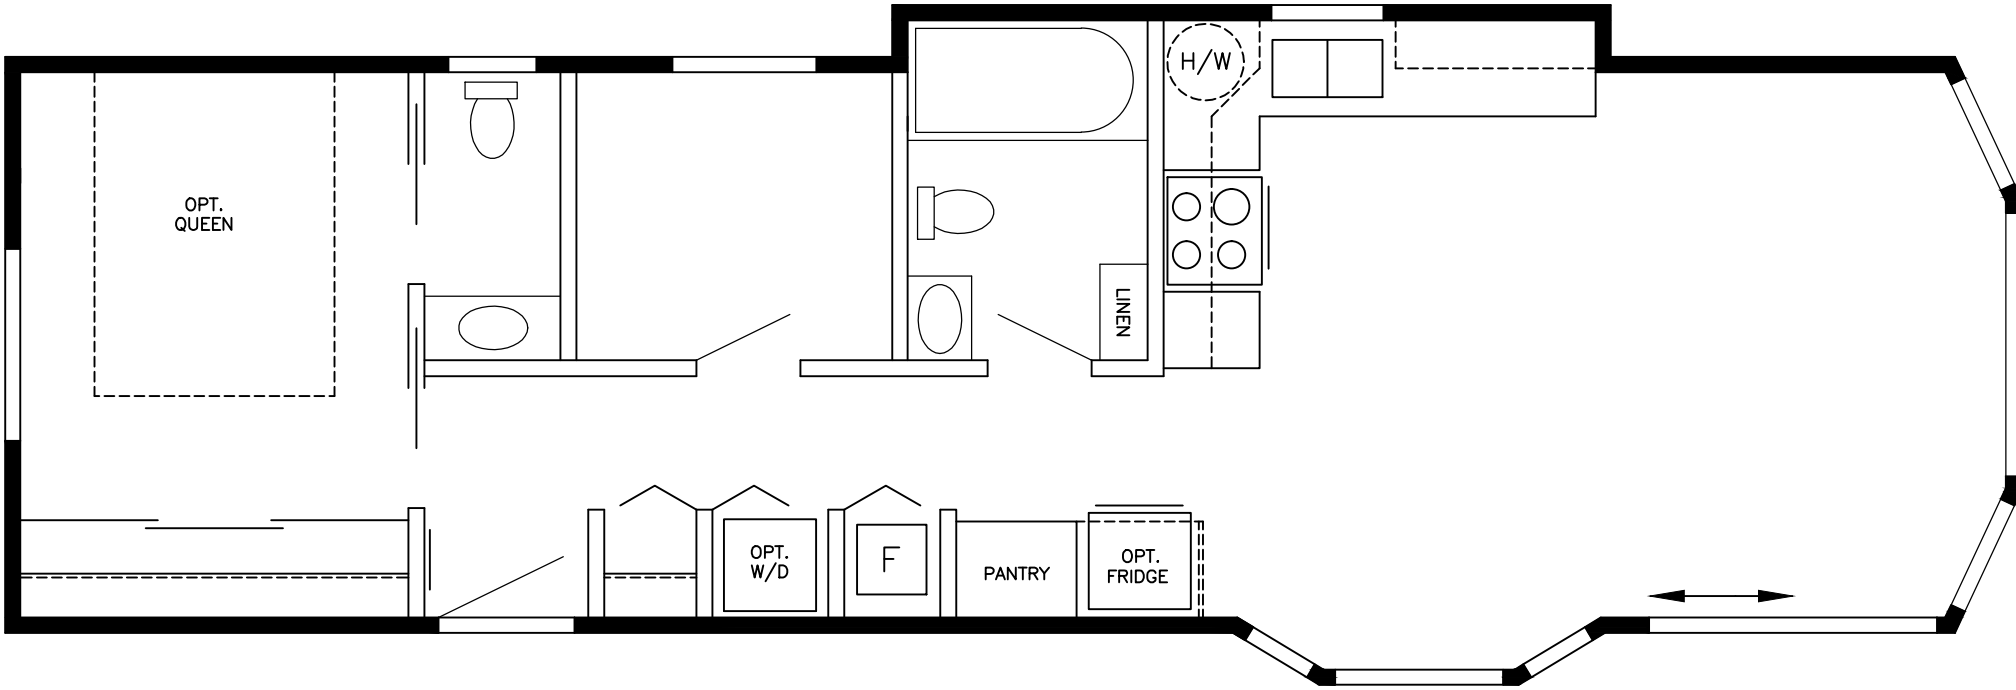 H/W
OPT.
QUEEN
LINEN
OPT.
W/D
F
PANTRY
OPT.
FRIDGE